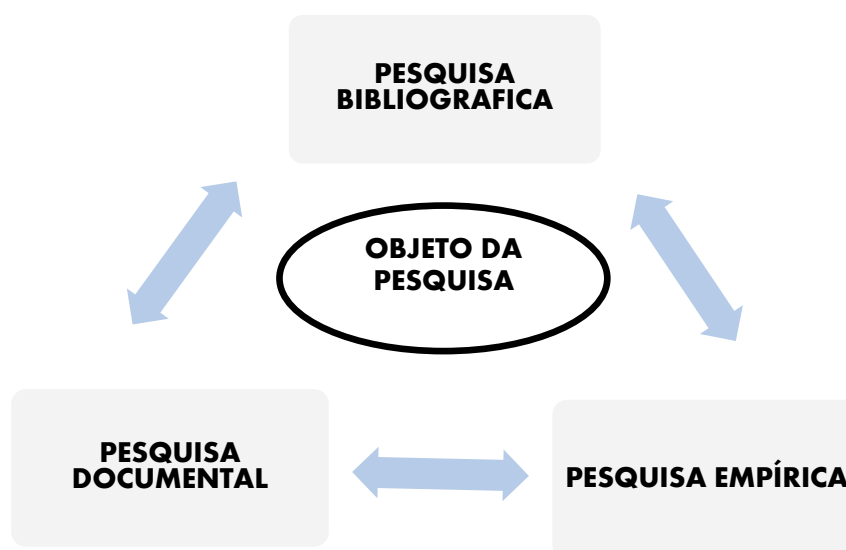 PESQUISA
BIBLIOGRAFICA
OBJETO DA
PESQUISA
PESQUISA
DOCUMENTAL
PESQUISA EMPÍRICA